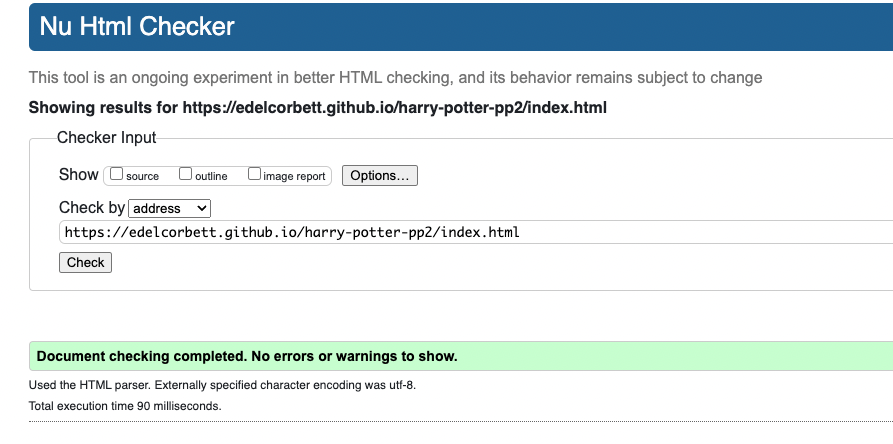 Nu Html Checker
This tool is an ongoing experiment in better HTML checking, and its behavior remains subject to change
Showing results for https://edelcorbett.github.io/harry-potter-pp2/index.html
Checker Input
Show source outline image report Options...
Check by address
https://edelcorbett.github.io/harry-potter-pp2/index.html
Check
Document checking completed. No errors or warnings to show.
Used the HTML parser. Externally specified character encoding was utf-8.
Total execution time 90 milliseconds.